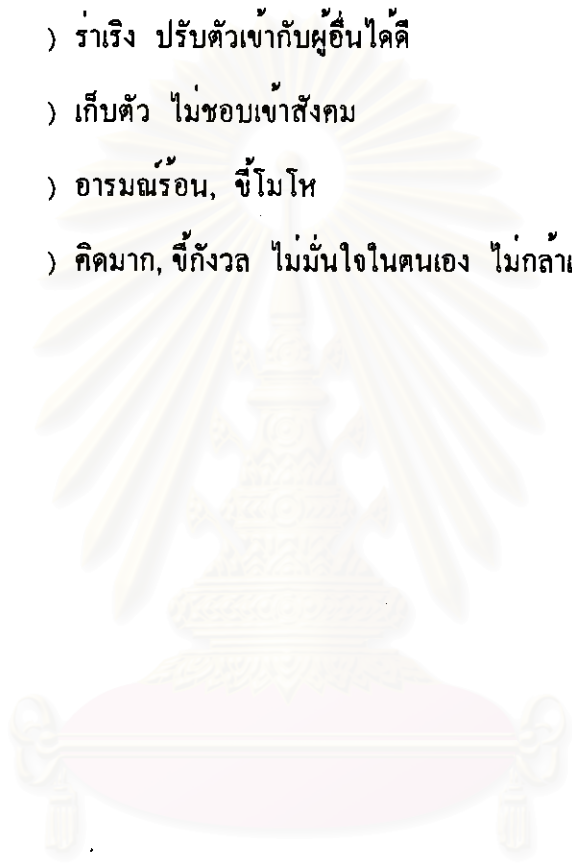 ) ร่าเริง ปรับตัวเข้ากับผู้อื่นได้ดี
) เก็บตัว ไม่ชอบเข้าสังคม
) อารมณ์ร้อน, ขี้โมโห
) คิดมาก, ขี้กังวล ไม่มั่นใจในตนเอง ไม่กล้า